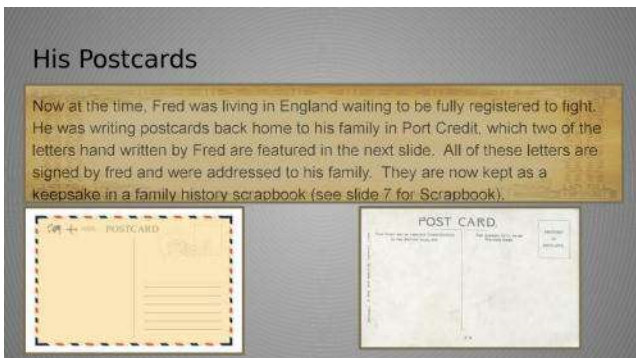 His Postcards
Now at the time, Fred was living in England waiting to be fully registered to fight.
He was writing postcards back home to his family in Port Credit, which two of the
letters hand written by Fred are featured in the next slide. All of these letters are
signed by fred and were addressed to his family. They are now kept as a
keepsake in a family history scrapbook (see slide 7 for Scrapbook).
POSTCARD
POST CARD